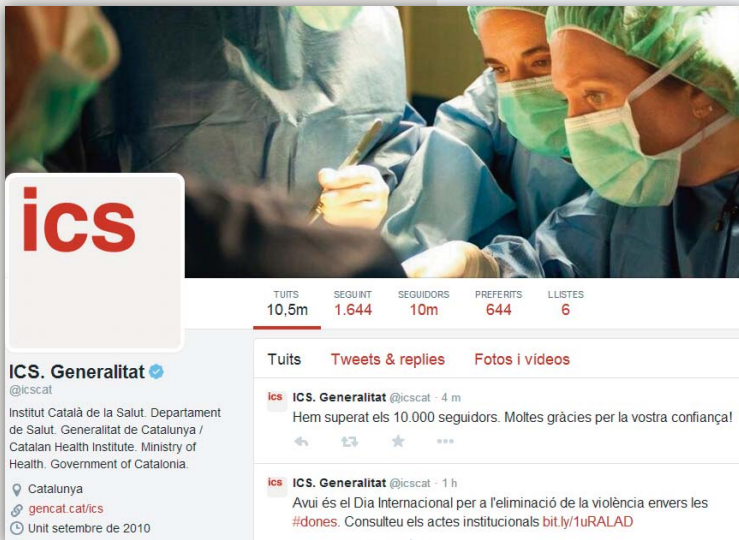 ics
TUITS SEGUINT SEGUIDORS PREFERITS LLISTES
10,5m 1.644 10m 644 6
ICS. Generalitat
@icscat
Institut Català de la Salut. Departament
de Salut. Generalitat de Catalunya /
Catalan Health Institute. Ministry of
Health. Government of Catalonia.
Catalunya
gencat.cat/ics
Unit setembre de 2010
Tuits Tweets & replies Fotos i vídeos
ics ICS. Generalitat @icscat · 4 m
Hem superat els 10.000 seguidors. Moltes gràcies per la vostra confiança!
ics ICS. Generalitat @icscat · 1 h
Avui és el Dia Internacional per a l'eliminació de la violència envers les
#dones. Consulteu els actes institucionals bit.ly/1uRALAD